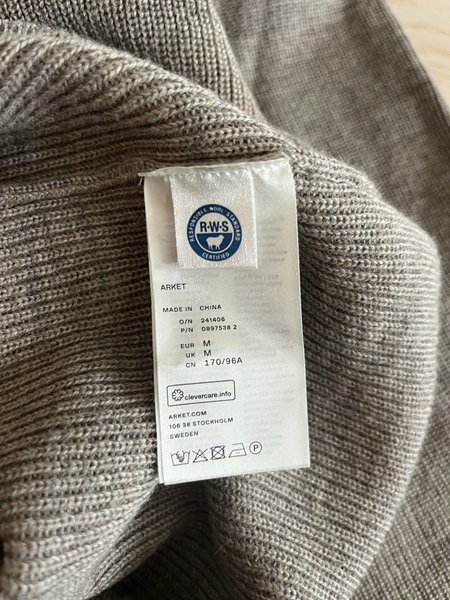 RESPONSIBLE WOOL STANDARD
R·W·S
CERTIFIED
ARKET
MADE IN CHINA
O/N 241406
P/N 0897538 2
EUR M
UK M
CN 170/96A
clevercare.info
ARKET.COM
106 38 STOCKHOLM
SWEDEN
P